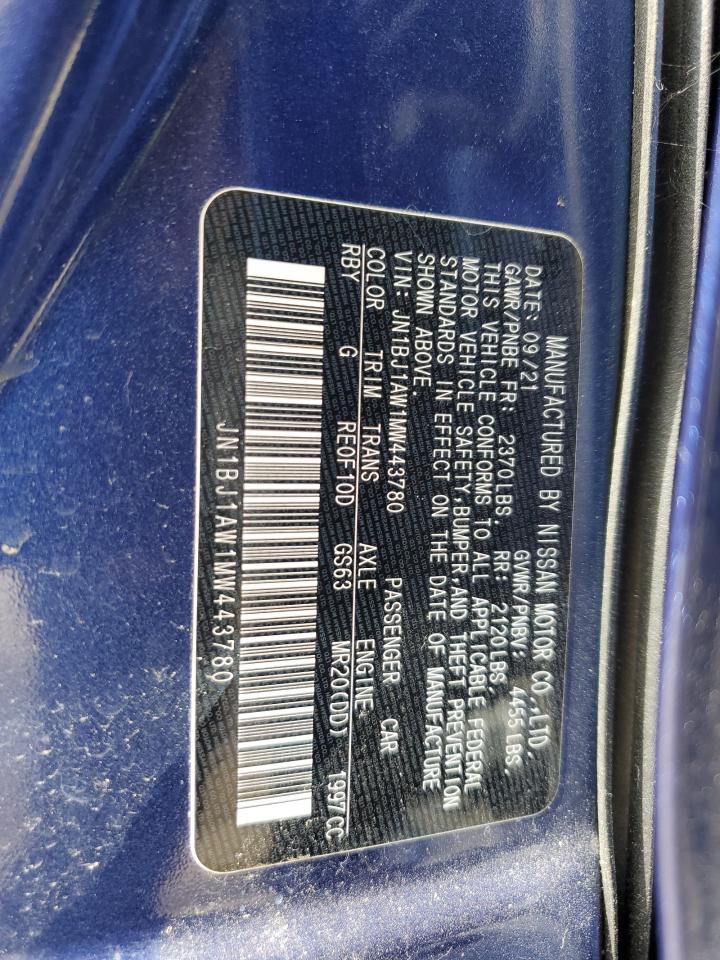 MANUFACTURED BY NISSAN MOTOR CO.,LTD.
DATE: 09/21 GVWR/PNBV: 4455 LBS.
GAWR/PNBE FR: 2370LBS. RR: 2120LBS.
THIS VEHICLE CONFORMS TO ALL APPLICABLE FEDERAL
MOTOR VEHICLE SAFETY,BUMPER,AND THEFT PREVENTION
STANDARDS IN EFFECT ON THE DATE OF MANUFACTURE
SHOWN ABOVE.
VIN: JN1BJ1AW1MW443780 PASSENGER CAR
COLOR TRIM TRANS AXLE ENGINE
RBY G RE0F10D GS63 MR20(DD) 1997CC
JN1BJ1AW1MW443780